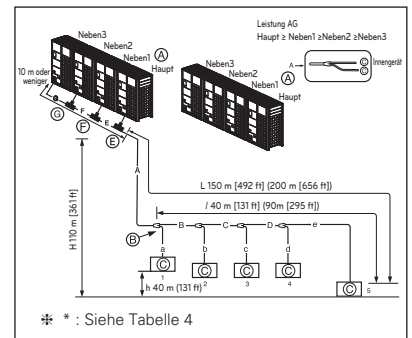 Leistung AG
Haupt ≥ Neben1 ≥Neben2 ≥Neben3
Neben3
Neben2
Neben1
Haupt
A
Neben3
Neben2
Neben1
Haupt
A
A
C
C
Innengerät
10 m oder
weniger
G
F
E
G
F
E
A
L 150 m [492 ft] (200 m [656 ft])
l 40 m [131 ft] (90m [295 ft])
H 110 m [361ft]
B
B
C
D
e
a
b
c
d
C
C
C
C
C
1
2
3
4
5
h 40 m (131 ft)
* : Siehe Tabelle 4